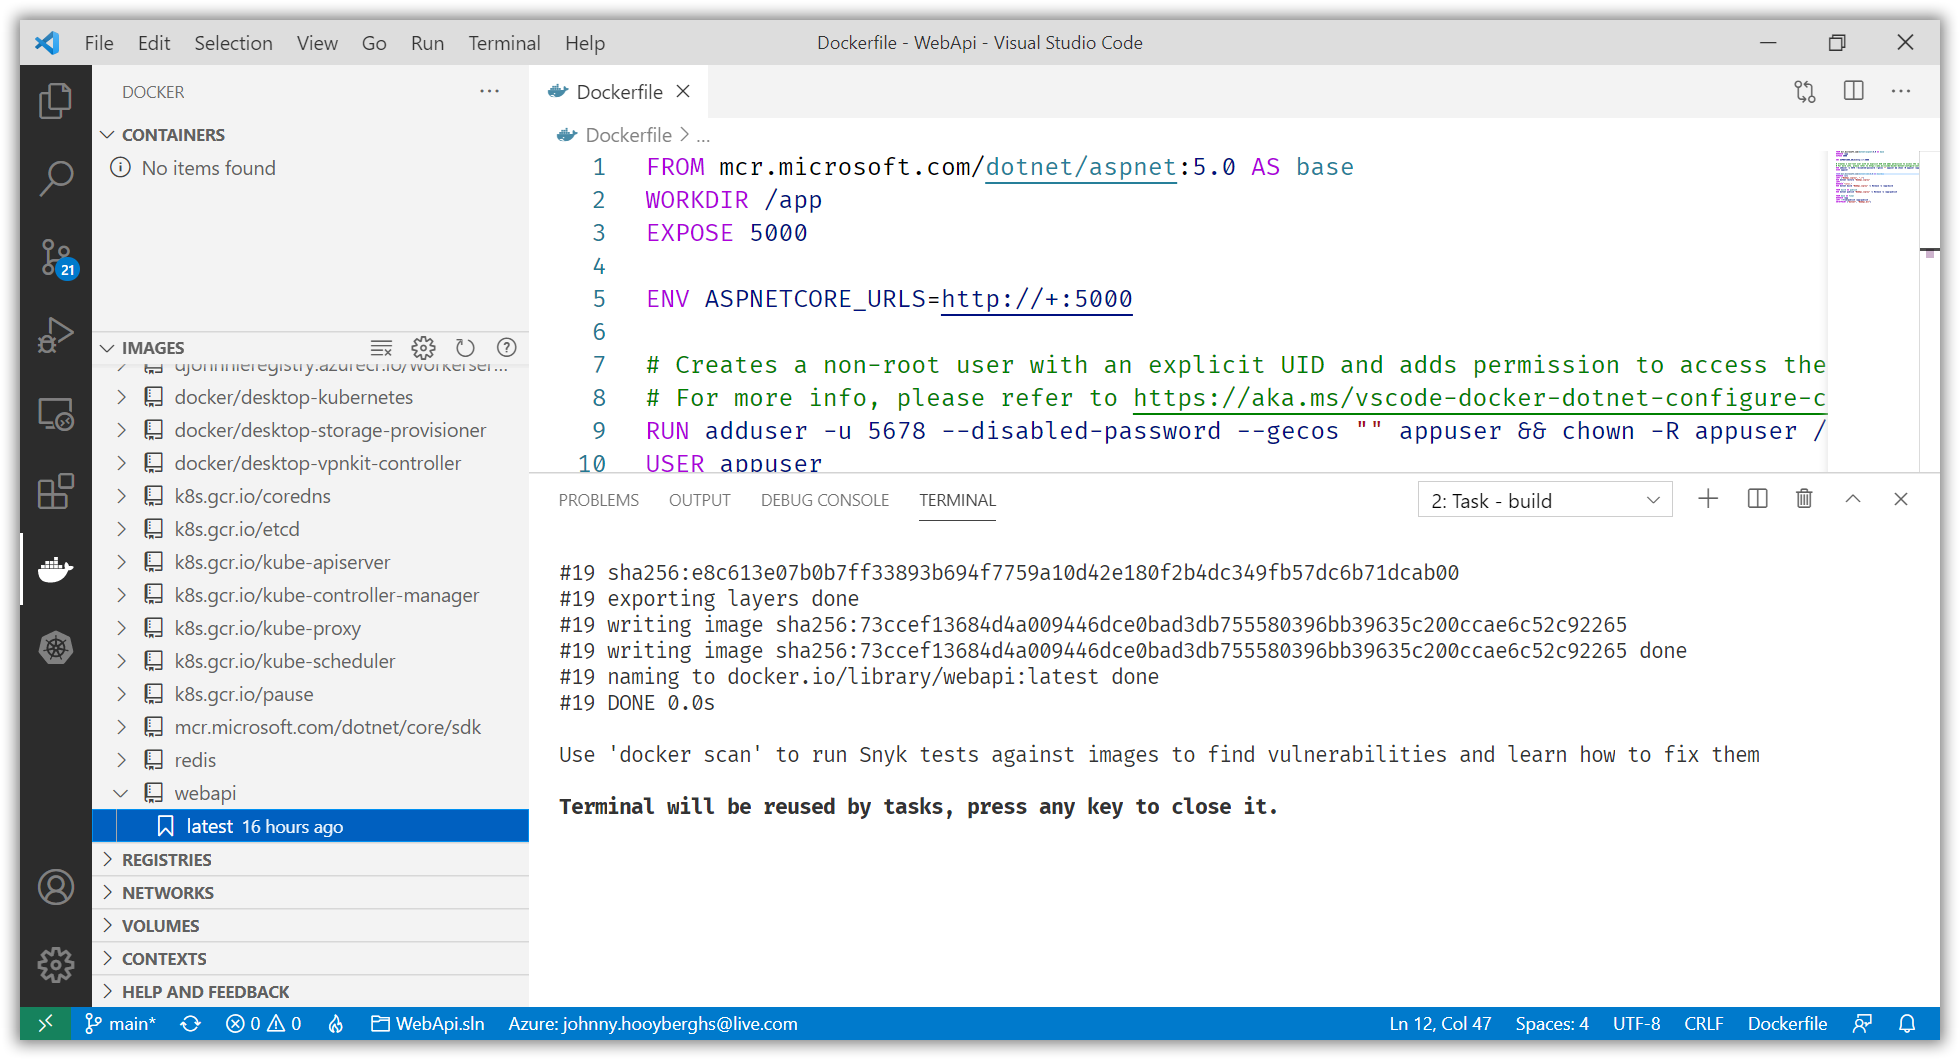 File Edit Selection View Go Run Terminal Help Dockerfile - WebApi - Visual Studio Code
DOCKER ...
CONTAINERS
No items found
21
IMAGES
djohnnieregistry.azurecr.io/workerser...
docker/desktop-kubernetes
docker/desktop-storage-provisioner
docker/desktop-vpnkit-controller
k8s.gcr.io/coredns
k8s.gcr.io/etcd
k8s.gcr.io/kube-apiserver
k8s.gcr.io/kube-controller-manager
k8s.gcr.io/kube-proxy
k8s.gcr.io/kube-scheduler
k8s.gcr.io/pause
mcr.microsoft.com/dotnet/core/sdk
redis
webapi
latest 16 hours ago
REGISTRIES
NETWORKS
VOLUMES
CONTEXTS
HELP AND FEEDBACK
Dockerfile
Dockerfile > ...
1 FROM mcr.microsoft.com/dotnet/aspnet:5.0 AS base
2 WORKDIR /app
3 EXPOSE 5000
4
5 ENV ASPNETCORE_URLS=http://+:5000
6
7 # Creates a non-root user with an explicit UID and adds permission to access the
8 # For more info, please refer to https://aka.ms/vscode-docker-dotnet-configure-c
9 RUN adduser -u 5678 --disabled-password --gecos "" appuser && chown -R appuser /
10 USER appuser
PROBLEMS OUTPUT DEBUG CONSOLE TERMINAL 2: Task - build
#19 sha256:e8c613e07b0b7ff33893b694f7759a10d42e180f2b4dc349fb57dc6b71dcab00
#19 exporting layers done
#19 writing image sha256:73ccef13684d4a009446dce0bad3db755580396bb39635c200ccae6c52c92265
#19 writing image sha256:73ccef13684d4a009446dce0bad3db755580396bb39635c200ccae6c52c92265 done
#19 naming to docker.io/library/webapi:latest done
#19 DONE 0.0s
Use 'docker scan' to run Snyk tests against images to find vulnerabilities and learn how to fix them
Terminal will be reused by tasks, press any key to close it.
main* 0 0 WebApi.sln Azure: johnny.hooyberghs@live.com Ln 12, Col 47 Spaces: 4 UTF-8 CRLF Dockerfile